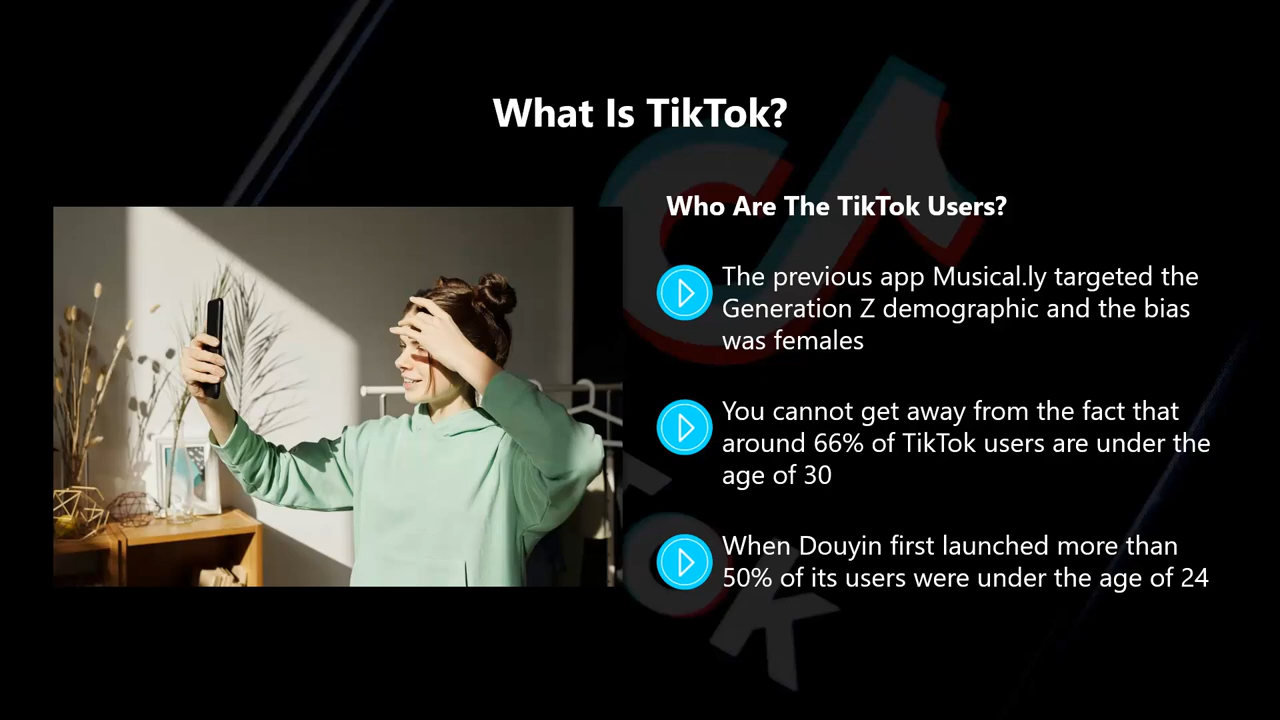 What Is TikTok?
Who Are The TikTok Users?
The previous app Musical.ly targeted the
Generation Z demographic and the bias
was females
You cannot get away from the fact that
around 66% of TikTok users are under the
age of 30
When Douyin first launched more than
50% of its users were under the age of 24